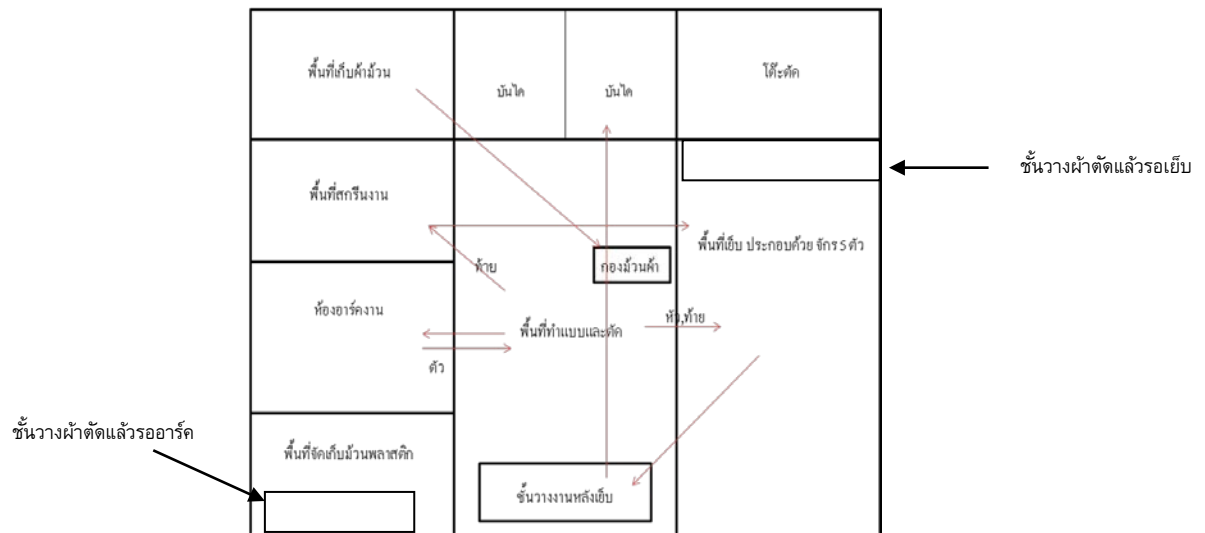 พื้นที่เก็บผ้าม้วน
บันได
บันได
โต๊ะตัด
ชั้นวางผ้าตัดแล้วรอเย็บ
พื้นที่สกรีนงาน
พื้นที่เย็บ ประกอบด้วย จักร 5 ตัว
ท้าย
กองม้วนผ้า
ห้องอาร์คงาน
หัว,ท้าย
พื้นที่ทำแบบและตัด
ตัว
ชั้นวางผ้าตัดแล้วรออาร์ค
พื้นที่จัดเก็บม้วนพลาสติก
ชั้นวางงานหลังเย็บ